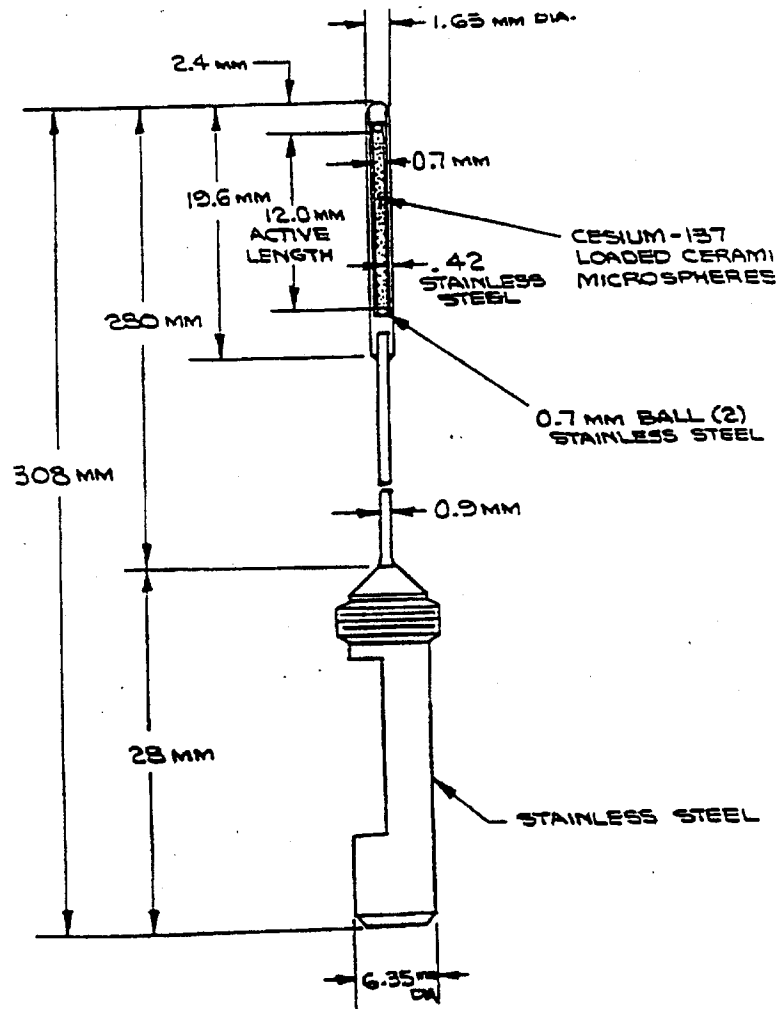 1.65 MM DIA.
2.4 MM
0.7 MM
19.6 MM
12.0 MM
ACTIVE
LENGTH
CESIUM-137
LOADED CERAMI
MICROSPHERES
.42
STAINLESS
STEEL
280 MM
0.7 MM BALL (2)
STAINLESS STEEL
308 MM
0.9 MM
28 MM
STAINLESS STEEL
6.35
DIA